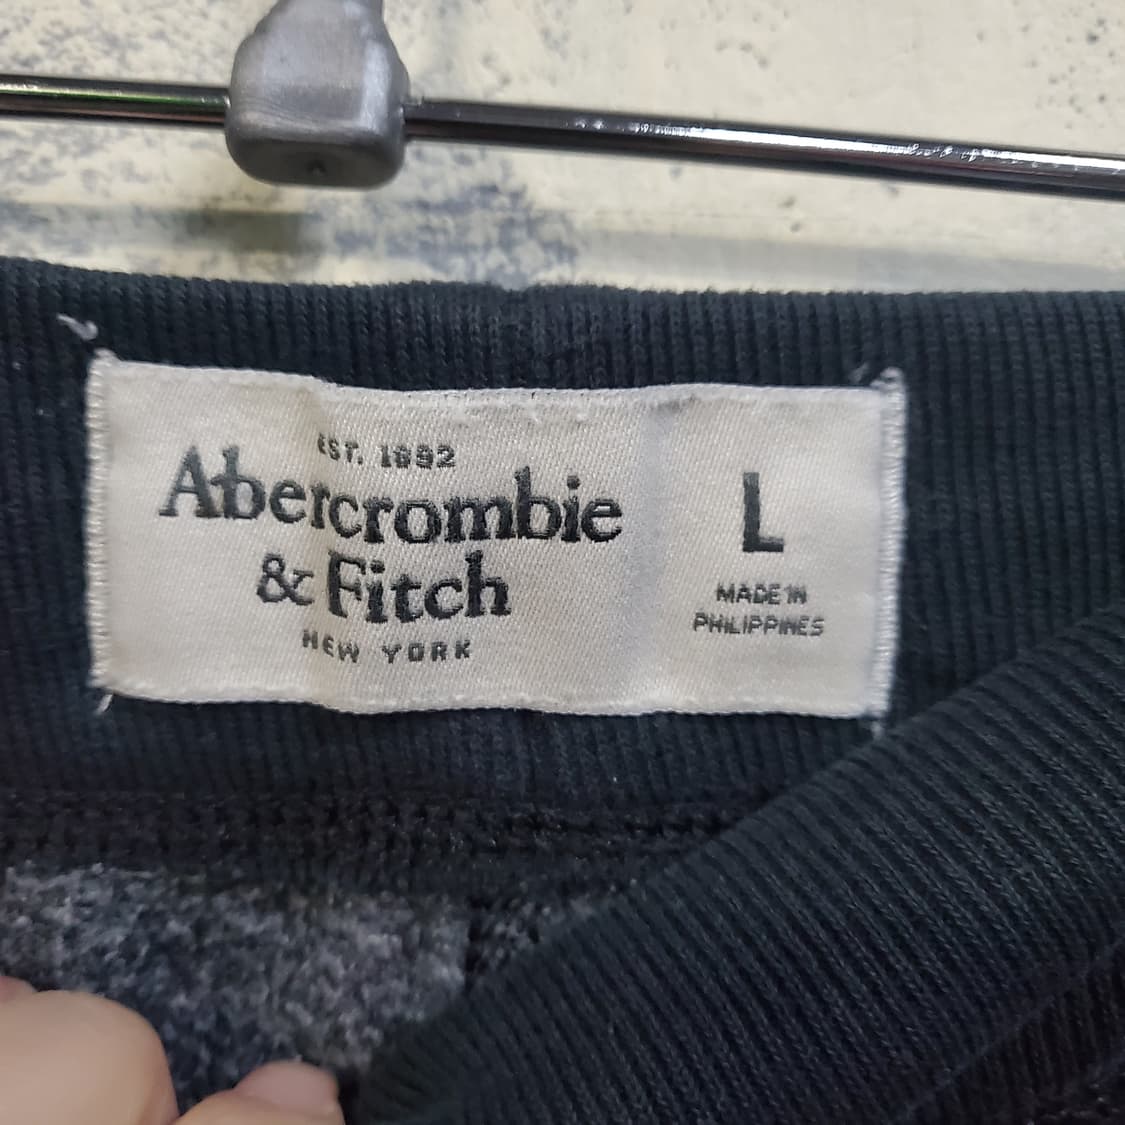 EST. 1892
Abercrombie
& Fitch
NEW YORK
L
MADE IN
PHILIPPINES